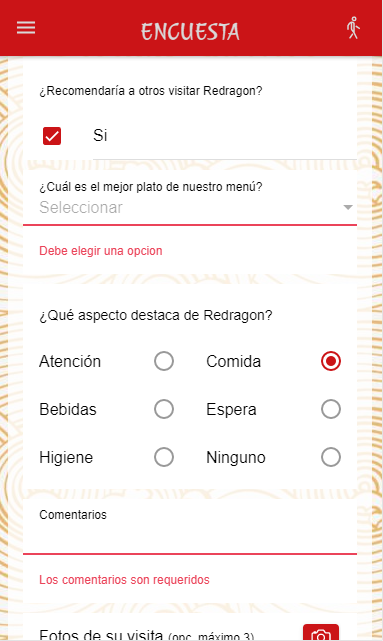 ENCUESTA
¿Recomendaría a otros visitar Redragon?
Si
¿Cuál es el mejor plato de nuestro menú?
Seleccionar
Debe elegir una opcion
¿Qué aspecto destaca de Redragon?
Atención Comida
Bebidas Espera
Higiene Ninguno
Comentarios
Los comentarios son requeridos
Fotos de su visita (opc. máximo 3)